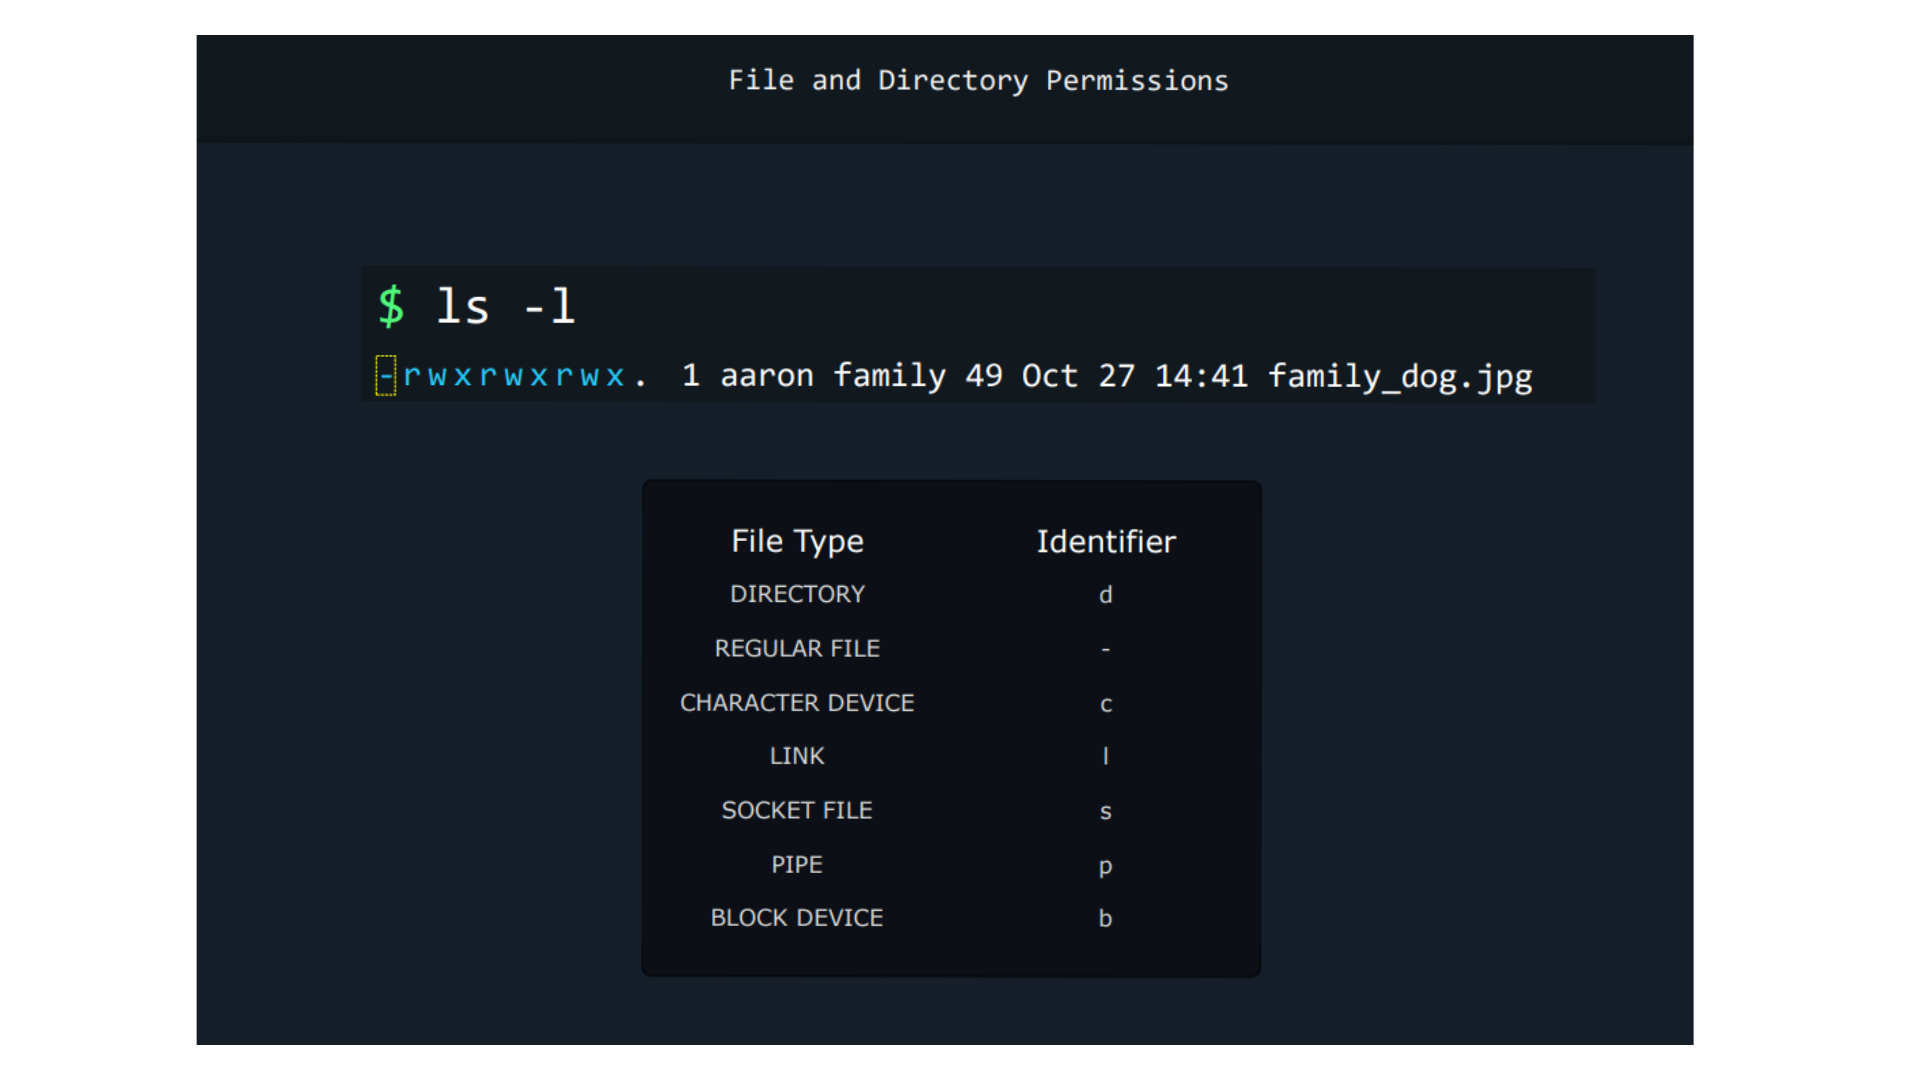 File and Directory Permissions
$ ls -l
-rwxrwxrwx. 1 aaron family 49 Oct 27 14:41 family_dog.jpg
File Type Identifier
DIRECTORY d
REGULAR FILE -
CHARACTER DEVICE c
LINK l
SOCKET FILE s
PIPE p
BLOCK DEVICE b